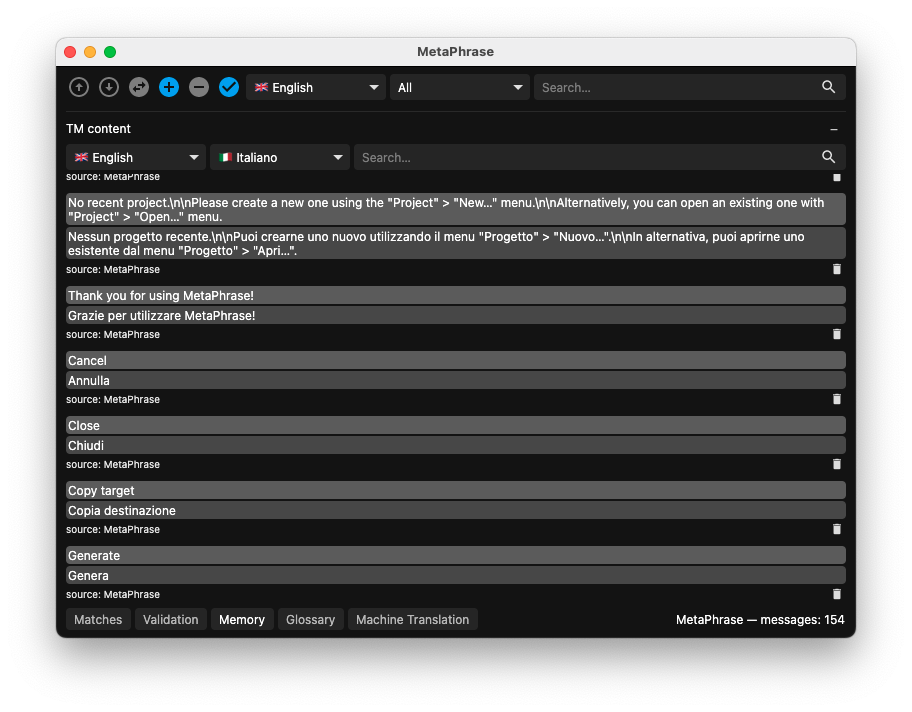 MetaPhrase
English
All
Search...
TM content
English
Italiano
Search...
source: MetaPhrase
No recent project.\n\nPlease create a new one using the "Project" > "New..." menu.\n\nAlternatively, you can open an existing one with
"Project" > "Open..." menu.
Nessun progetto recente.\n\nPuoi crearne uno nuovo utilizzando il menu "Progetto" > "Nuovo...".\n\nIn alternativa, puoi aprirne uno
esistente dal menu "Progetto" > "Apri...".
source: MetaPhrase
Thank you for using MetaPhrase!
Grazie per utilizzare MetaPhrase!
source: MetaPhrase
Cancel
Annulla
source: MetaPhrase
Close
Chiudi
source: MetaPhrase
Copy target
Copia destinazione
source: MetaPhrase
Generate
Genera
source: MetaPhrase
Matches
Validation
Memory
Glossary
Machine Translation
MetaPhrase — messages: 154